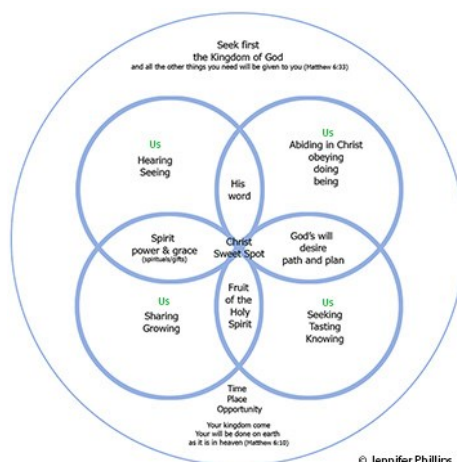 Seek first
the Kingdom of God
and all the other things you need will be given to you (Matthew 6:33)
Us
Hearing
Seeing
Us
Abiding in Christ
obeying
doing
being
His
word
Spirit
power & grace
(spirituals/gifts)
Christ
Sweet Spot
God's will
desire
path and plan
Us
Sharing
Growing
Fruit
of the
Holy
Spirit
Us
Seeking
Tasting
Knowing
Time
Place
Opportunity
Your kingdom come
Your will be done on earth
as it is in heaven (Matthew 6:10)
© Jennifer Phillips